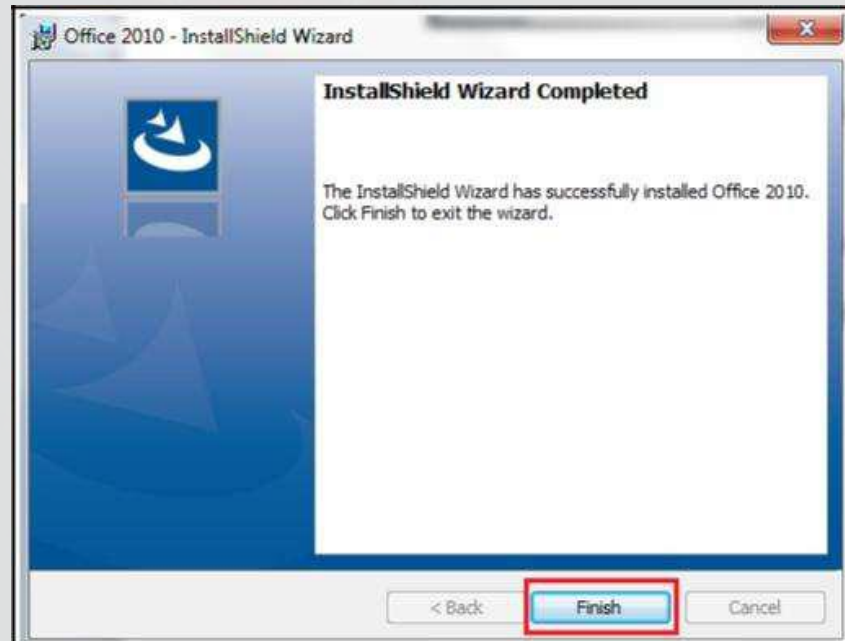 Office 2010 - InstallShield Wizard
InstallShield Wizard Completed
The InstallShield Wizard has successfully installed Office 2010.
Click Finish to exit the wizard.
< Back
Finish
Cancel